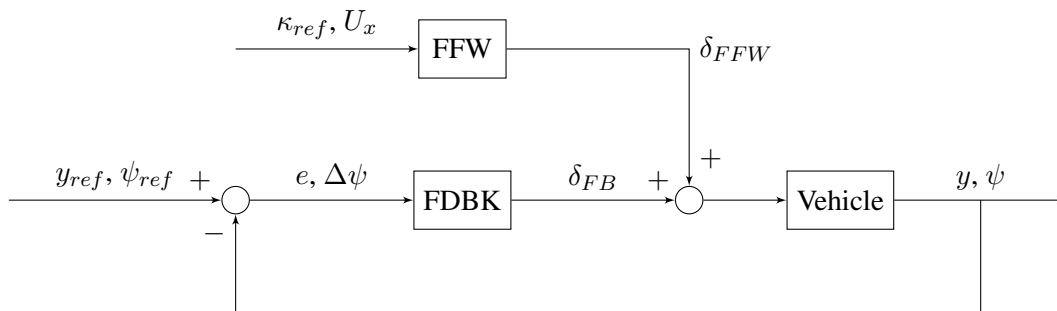 κ_ref, U_x
FFW
δ_FFW
+
y_ref, ψ_ref
+
e, Δψ
FDBK
δ_FB
+
Vehicle
y, ψ
−